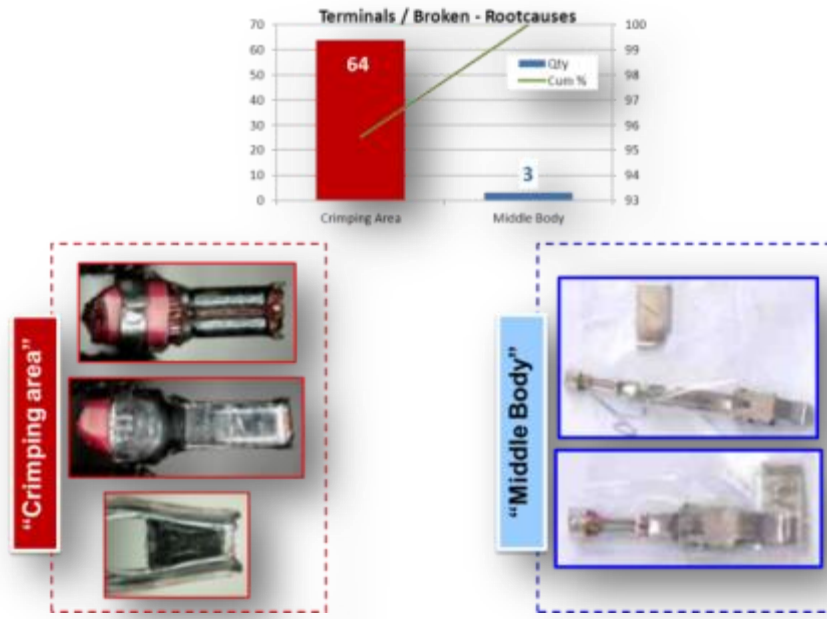 Terminals / Broken - Rootcauses
70
60
50
40
30
20
10
0
100
99
98
97
96
95
94
93
64
3
Qty
Cum %
Crimping Area
Middle Body
“Crimping area”
“Middle Body”